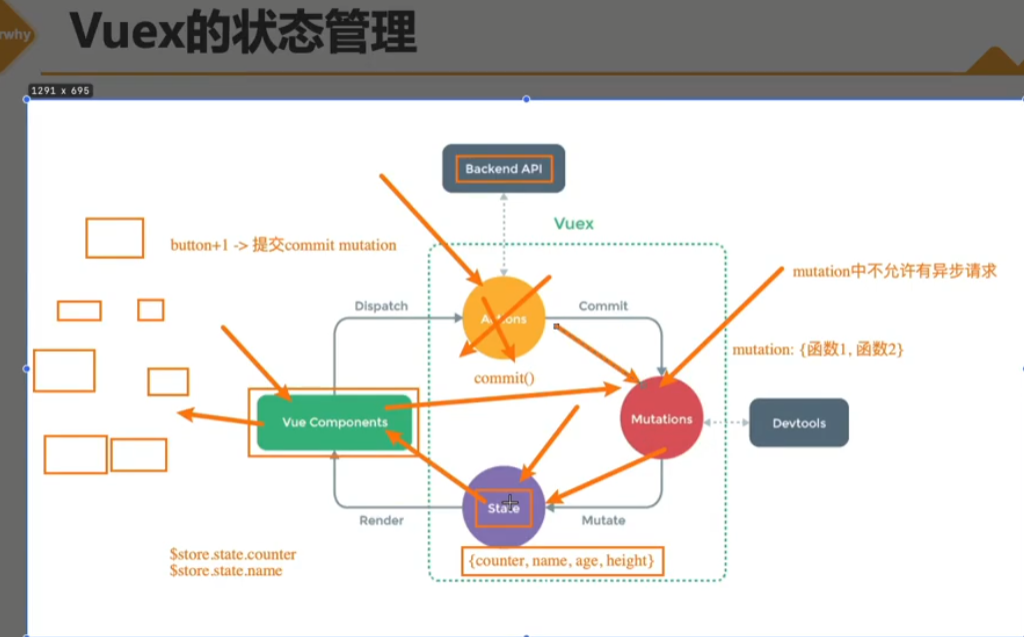 rwhy
Vuex的状态管理
1291 x 695
Backend API
Vuex
button+1 -> 提交commit mutation
mutation中不允许有异步请求
Dispatch
Actions
Commit
mutation: {函数1, 函数2}
commit()
Vue Components
Mutations
Devtools
State
Render
Mutate
$store.state.counter
$store.state.name
{counter, name, age, height}